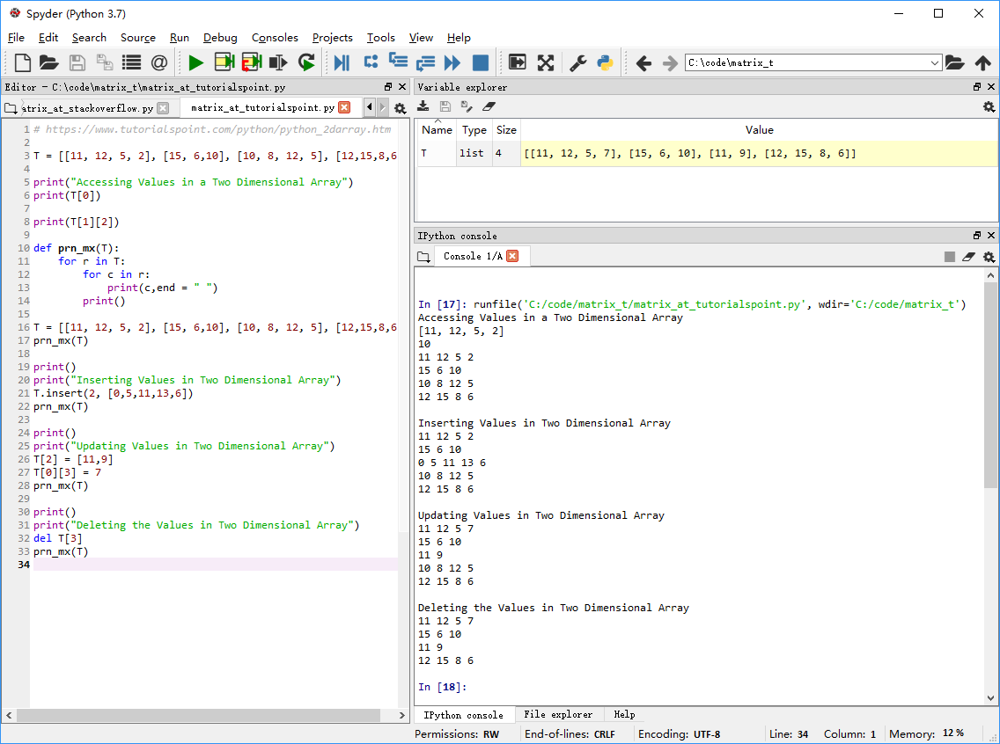 Spyder (Python 3.7)
File Edit Search Source Run Debug Consoles Projects Tools View Help
C:\code\matrix_t
Editor - C:\code\matrix_t\matrix_at_tutorialspoint.py
atrix_at_stackoverflow.py matrix_at_tutorialspoint.py
1 # https://www.tutorialspoint.com/python/python_2darray.htm
2
3 T = [[11, 12, 5, 2], [15, 6,10], [10, 8, 12, 5], [12,15,8,6
4
5 print("Accessing Values in a Two Dimensional Array")
6 print(T[0])
7
8 print(T[1][2])
9
10 def prn_mx(T):
11     for r in T:
12         for c in r:
13             print(c,end = " ")
14         print()
15
16 T = [[11, 12, 5, 2], [15, 6,10], [10, 8, 12, 5], [12,15,8,6
17 prn_mx(T)
18
19 print()
20 print("Inserting Values in Two Dimensional Array")
21 T.insert(2, [0,5,11,13,6])
22 prn_mx(T)
23
24 print()
25 print("Updating Values in Two Dimensional Array")
26 T[2] = [11,9]
27 T[0][3] = 7
28 prn_mx(T)
29
30 print()
31 print("Deleting the Values in Two Dimensional Array")
32 del T[3]
33 prn_mx(T)
34
Variable explorer
Name Type Size Value
T list 4 [[11, 12, 5, 7], [15, 6, 10], [11, 9], [12, 15, 8, 6]]
IPython console
Console 1/A
In [17]: runfile('C:/code/matrix_t/matrix_at_tutorialspoint.py', wdir='C:/code/matrix_t')
Accessing Values in a Two Dimensional Array
[11, 12, 5, 2]
10
11 12 5 2
15 6 10
10 8 12 5
12 15 8 6
Inserting Values in Two Dimensional Array
11 12 5 2
15 6 10
0 5 11 13 6
10 8 12 5
12 15 8 6
Updating Values in Two Dimensional Array
11 12 5 7
15 6 10
11 9
10 8 12 5
12 15 8 6
Deleting the Values in Two Dimensional Array
11 12 5 7
15 6 10
11 9
12 15 8 6
In [18]:
IPython console File explorer Help
Permissions: RW End-of-lines: CRLF Encoding: UTF-8 Line: 34 Column: 1 Memory: 12 %